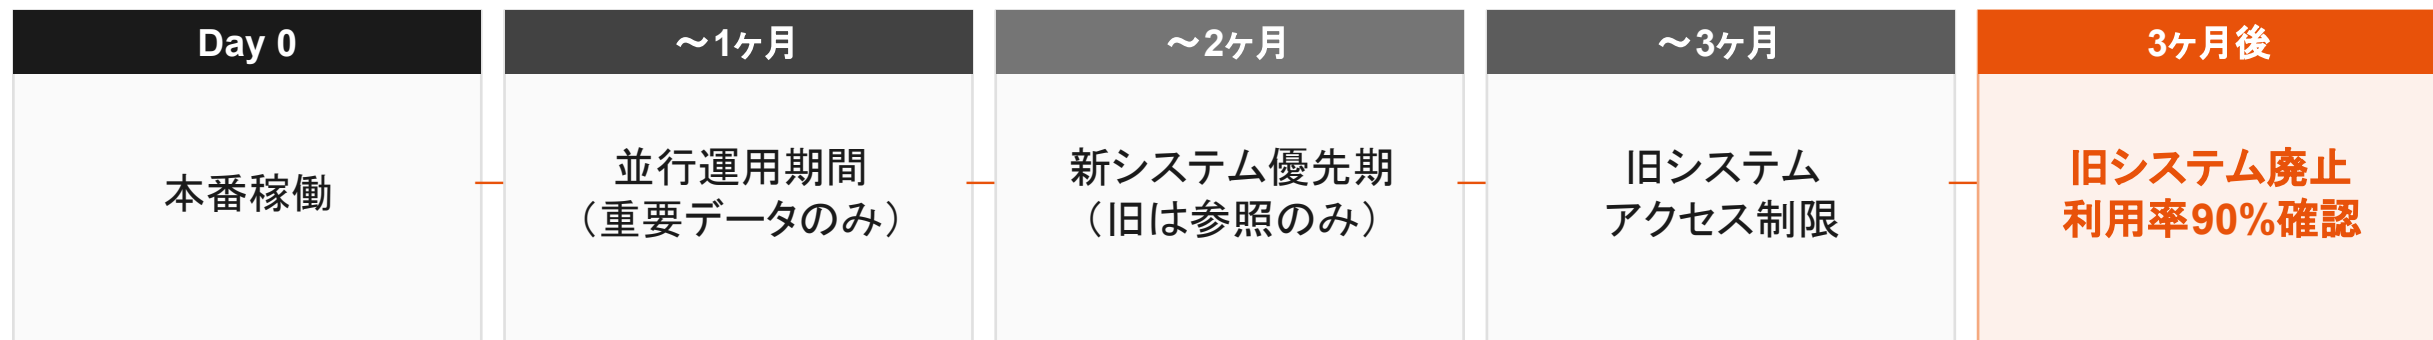 Day 0
～1ヶ月
～2ヶ月
～3ヶ月
3ヶ月後
本番稼働
並行運用期間
（重要データのみ）
新システム優先期
（旧は参照のみ）
旧システム
アクセス制限
旧システム廃止
利用率90%確認